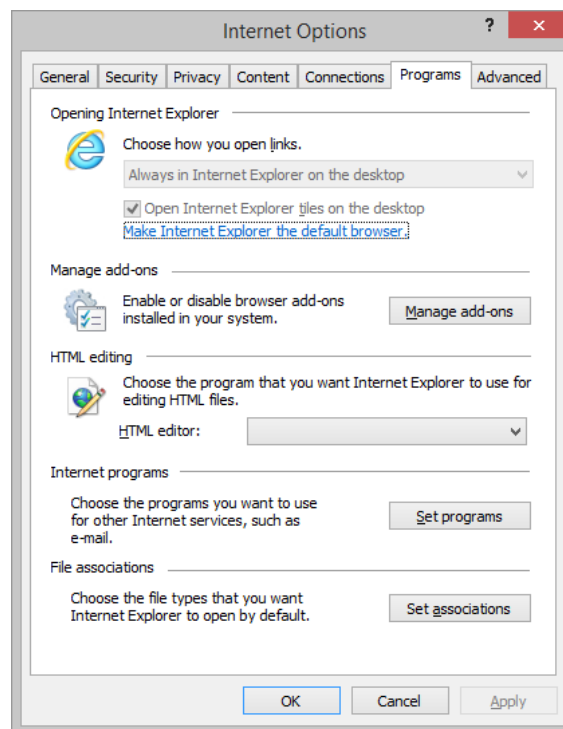 Internet Options
?
General Security Privacy Content Connections Programs Advanced
Opening Internet Explorer
Choose how you open links.
Always in Internet Explorer on the desktop
Open Internet Explorer tiles on the desktop
Make Internet Explorer the default browser.
Manage add-ons
Enable or disable browser add-ons
installed in your system.
Manage add-ons
HTML editing
Choose the program that you want Internet Explorer to use for
editing HTML files.
HTML editor:
Internet programs
Choose the programs you want to use
for other Internet services, such as
e-mail.
Set programs
File associations
Choose the file types that you want
Internet Explorer to open by default.
Set associations
OK Cancel Apply